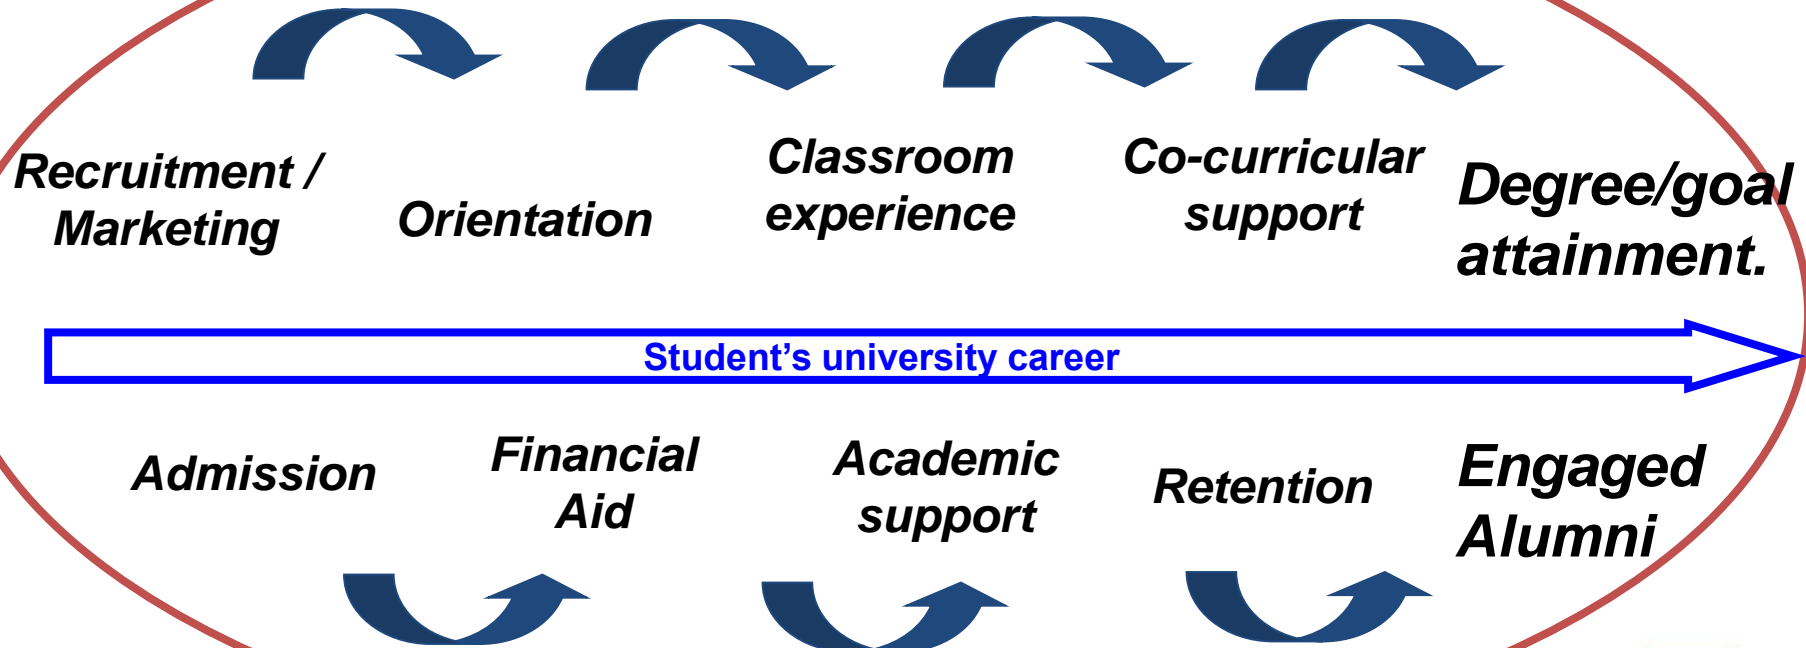 Recruitment /
Marketing
Orientation
Classroom
experience
Co-curricular
support
Degree/goal
attainment.
Student’s university career
Admission
Financial
Aid
Academic
support
Retention
Engaged
Alumni